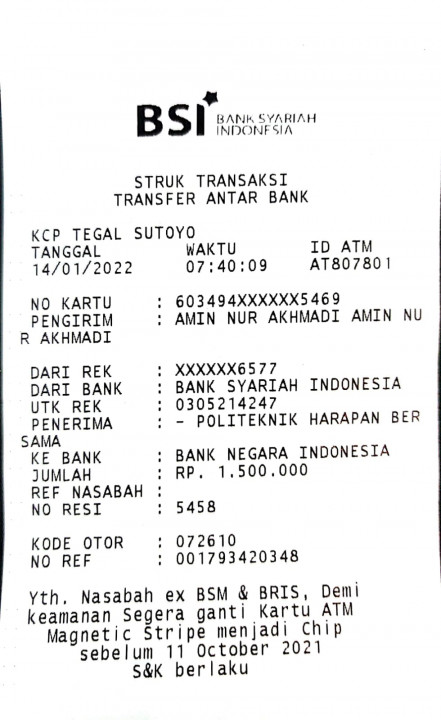 BSI BANK SYARIAH
INDONESIA
STRUK TRANSAKSI
TRANSFER ANTAR BANK
KCP TEGAL SUTOYO
TANGGAL WAKTU ID ATM
14/01/2022 07:40:09 AT807801
NO KARTU : 603494XXXXXX5469
PENGIRIM : AMIN NUR AKHMADI AMIN NU
R AKHMADI
DARI REK : XXXXXX6577
DARI BANK : BANK SYARIAH INDONESIA
UTK REK : 0305214247
PENERIMA : - POLITEKNIK HARAPAN BER
SAMA
KE BANK : BANK NEGARA INDONESIA
JUMLAH : RP. 1.500.000
REF NASABAH :
NO RESI : 5458
KODE OTOR : 072610
NO REF : 001793420348
Yth. Nasabah ex BSM & BRIS, Demi
keamanan Segera ganti Kartu ATM
Magnetic Stripe menjadi Chip
sebelum 11 October 2021
S&K berlaku